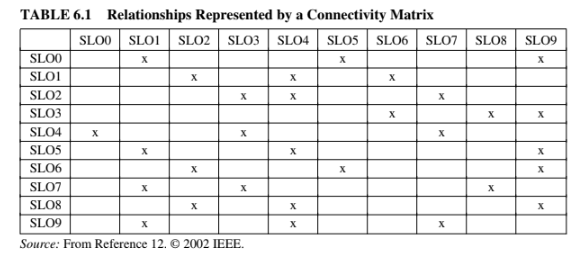 TABLE 6.1 Relationships Represented by a Connectivity Matrix
SLO0 SLO1 SLO2 SLO3 SLO4 SLO5 SLO6 SLO7 SLO8 SLO9
SLO0 x x x
SLO1 x x x
SLO2 x x x
SLO3 x x x
SLO4 x x x
SLO5 x x x
SLO6 x x x
SLO7 x x x
SLO8 x x x
SLO9 x x x
Source: From Reference 12. © 2002 IEEE.